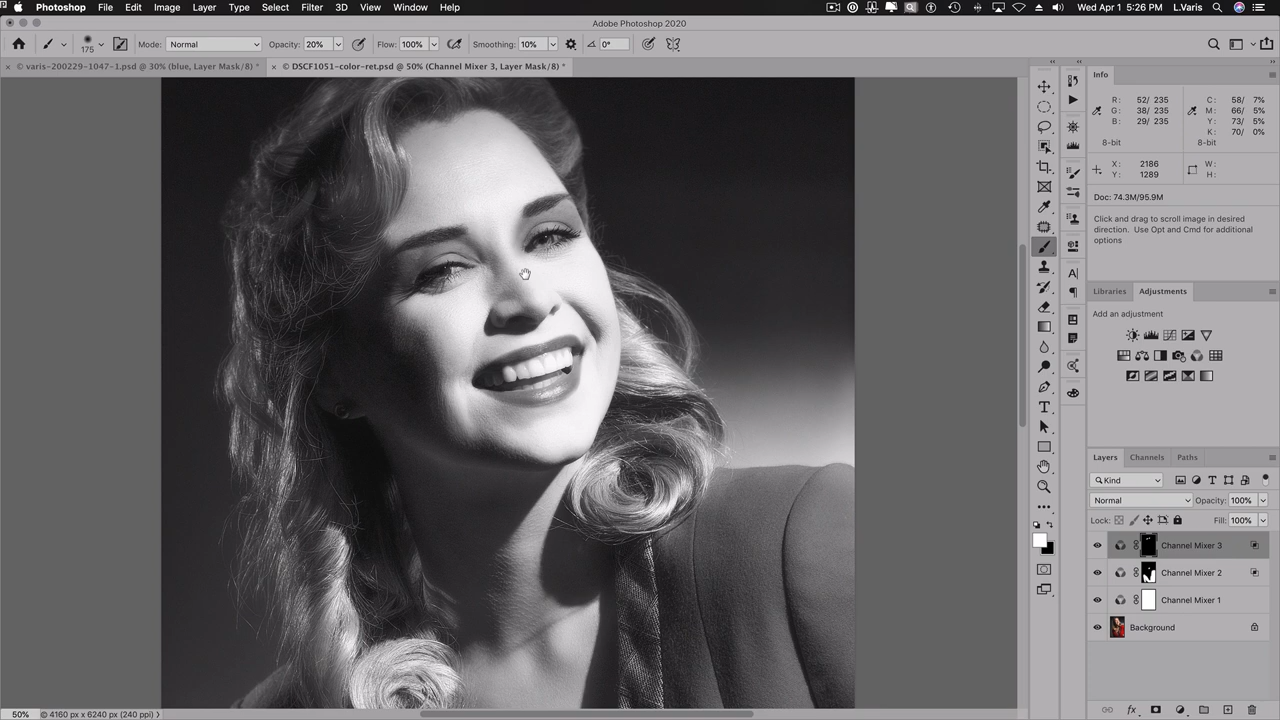 Photoshop File Edit Image Layer Type Select Filter 3D View Window Help Wed Apr 1 5:26 PM L.Varis
Adobe Photoshop 2020
175 Mode: Normal Opacity: 20% Flow: 100% Smoothing: 10% 0°
× © varis-200229-1047-1.psd @ 30% (blue, Layer Mask/8) * × © DSCF1051-color-ret.psd @ 50% (Channel Mixer 3, Layer Mask/8) *
Info
R: 52/ 235 C: 58/ 7%
G: 38/ 235 M: 66/ 5%
B: 29/ 235 Y: 73/ 5%
K: 70/ 0%
8-bit 8-bit
X: 2186 W:
Y: 1289 H:
Doc: 74.3M/95.9M
Click and drag to scroll image in desired
direction. Use Opt and Cmd for additional
options
Libraries Adjustments
Add an adjustment
Layers Channels Paths
Kind
Normal Opacity: 100%
Lock: Fill: 100%
Channel Mixer 3
Channel Mixer 2
Channel Mixer 1
Background
50% © 4160 px x 6240 px (240 ppi)